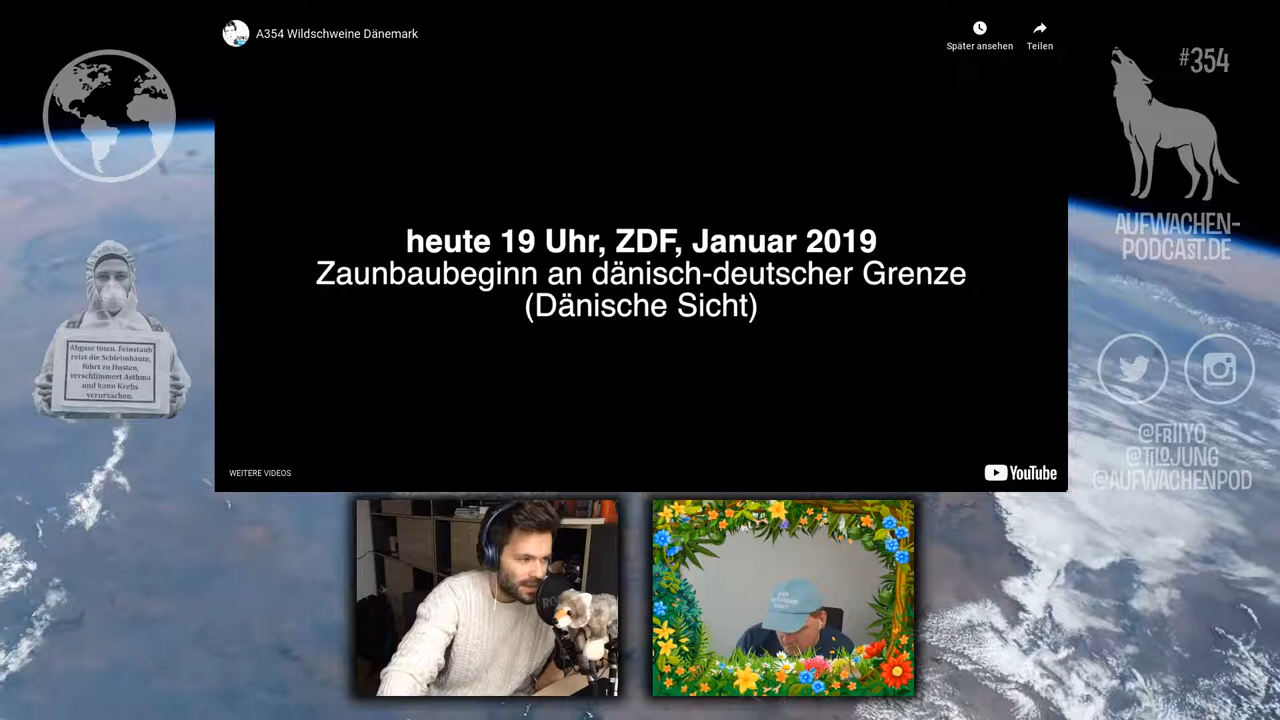 A354 Wildschweine Dänemark
Später ansehen
Teilen
#354
heute 19 Uhr, ZDF, Januar 2019
Zaunbaubeginn an dänisch-deutscher Grenze
(Dänische Sicht)
AUFWACHEN-
PODCAST.DE
Abgase töten. Feinstaub
reizt die Schleimhäute,
führt zu Husten,
verschlimmert Asthma
und kann Krebs
verursachen.
@FRIIYO
@TILOJUNG
@AUFWACHENPOD
WEITERE VIDEOS
YouTube